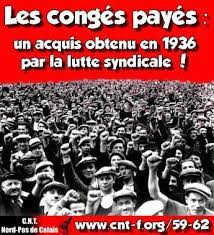 Les congés payés :
un acquis obtenu en 1936
par la lutte syndicale !
C.N.T.
Nord-Pas de Calais
www.cnt-f.org/59-62